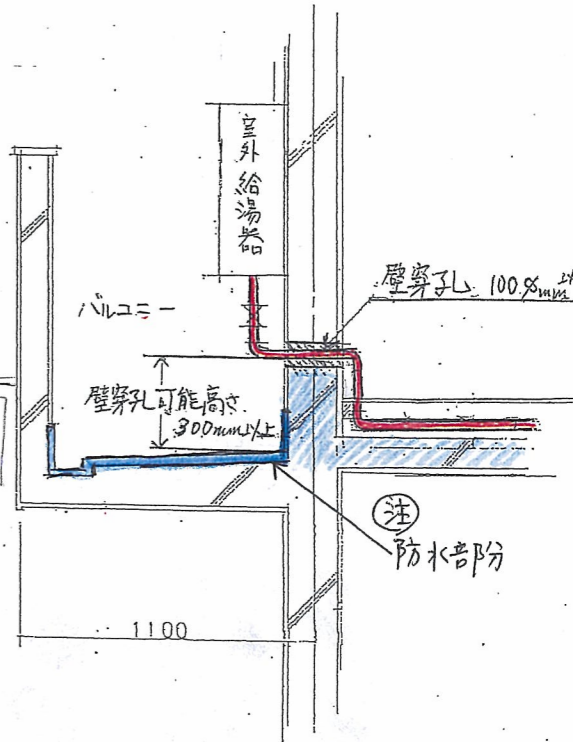 室外給湯器
壁穿孔 100φmm
バルコニー
壁穿孔可能高さ
300mm以上
注
防水部分
1100